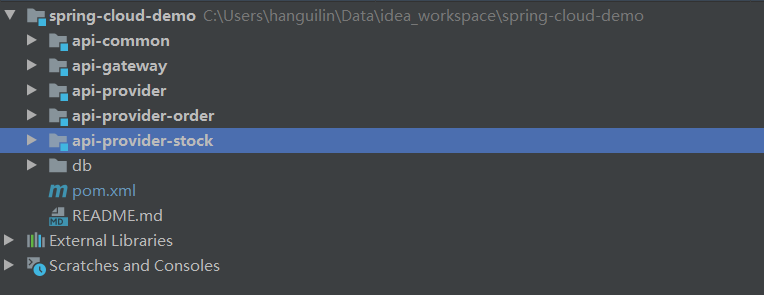 spring-cloud-demo C:\Users\hanguilin\Data\idea_workspace\spring-cloud-demo
api-common
api-gateway
api-provider
api-provider-order
api-provider-stock
db
m pom.xml
MD README.md
External Libraries
Scratches and Consoles